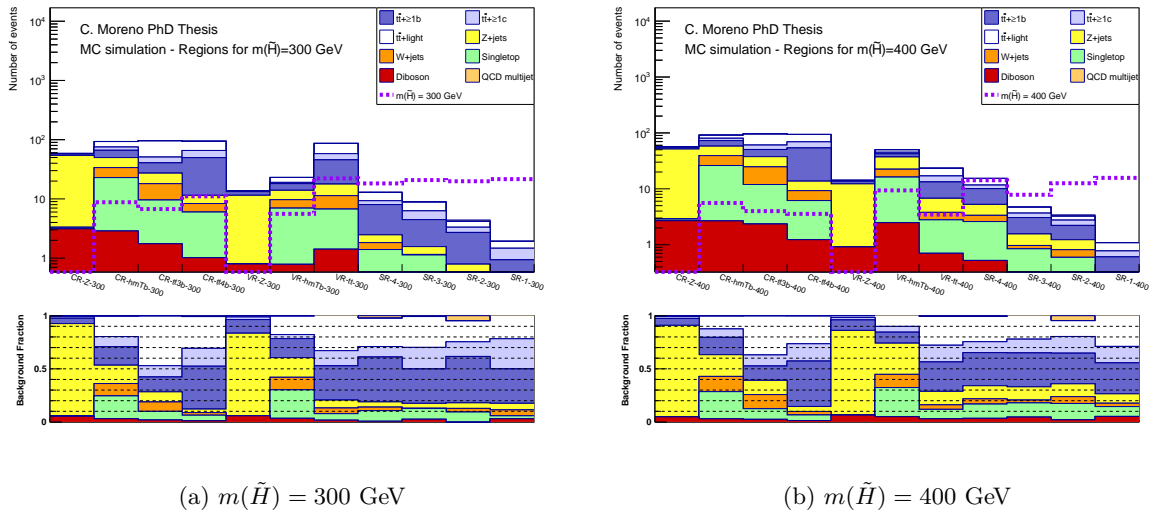 Number of events
10⁴
10³
10²
10
1
C. Moreno PhD Thesis
MC simulation - Regions for m(H̃)=300 GeV
tt̄+≥1b
tt̄+≥1c
tt̄+light
Z+jets
W+jets
Singletop
Diboson
QCD multijet
m(H̃) = 300 GeV
CR-Z-300
CR-hmTb-300
CR-tt3b-300
CR-tt4b-300
VR-Z-300
VR-hmTb-300
VR-tt-300
SR-4-300
SR-3-300
SR-2-300
SR-1-300
Background Fraction
1
0.5
0
(a) m(H̃) = 300 GeV
Number of events
10⁴
10³
10²
10
1
C. Moreno PhD Thesis
MC simulation - Regions for m(H̃)=400 GeV
tt̄+≥1b
tt̄+≥1c
tt̄+light
Z+jets
W+jets
Singletop
Diboson
QCD multijet
m(H̃) = 400 GeV
CR-Z-400
CR-hmTb-400
CR-tt3b-400
CR-tt4b-400
VR-Z-400
VR-hmTb-400
VR-tt-400
SR-4-400
SR-3-400
SR-2-400
SR-1-400
Background Fraction
1
0.5
0
(b) m(H̃) = 400 GeV